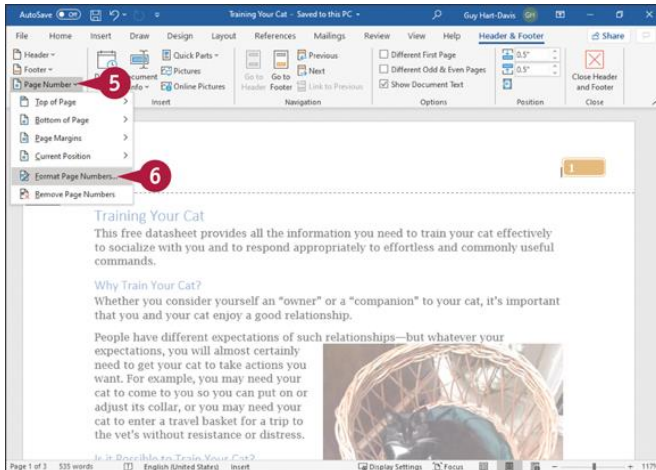 AutoSave Off Training Your Cat - Saved to this PC Guy Hart-Davis GH
File Home Insert Draw Design Layout References Mailings Review View Help Header & Footer Share
Header
Footer
Page Number
5
Quick Parts
Pictures
Online Pictures
Insert
Go to Header
Go to Footer
Previous
Next
Link to Previous
Navigation
Different First Page
Different Odd & Even Pages
Show Document Text
Options
0.5"
0.5"
Position
Close Header and Footer
Close
Top of Page
Bottom of Page
Page Margins
Current Position
Format Page Numbers...
6
Remove Page Numbers
1
Training Your Cat
This free datasheet provides all the information you need to train your cat effectively
to socialize with you and to respond appropriately to effortless and commonly useful
commands.
Why Train Your Cat?
Whether you consider yourself an “owner” or a “companion” to your cat, it’s important
that you and your cat enjoy a good relationship.
People have different expectations of such relationships—but whatever your
expectations, you will almost certainly
need to get your cat to take actions you
want. For example, you may need your
cat to come to you so you can put on or
adjust its collar, or you may need your
cat to enter a travel basket for a trip to
the vet’s without resistance or distress.
Is it Possible to Train Your Cat?
Page 1 of 3 535 words English (United States) Insert Display Settings Focus